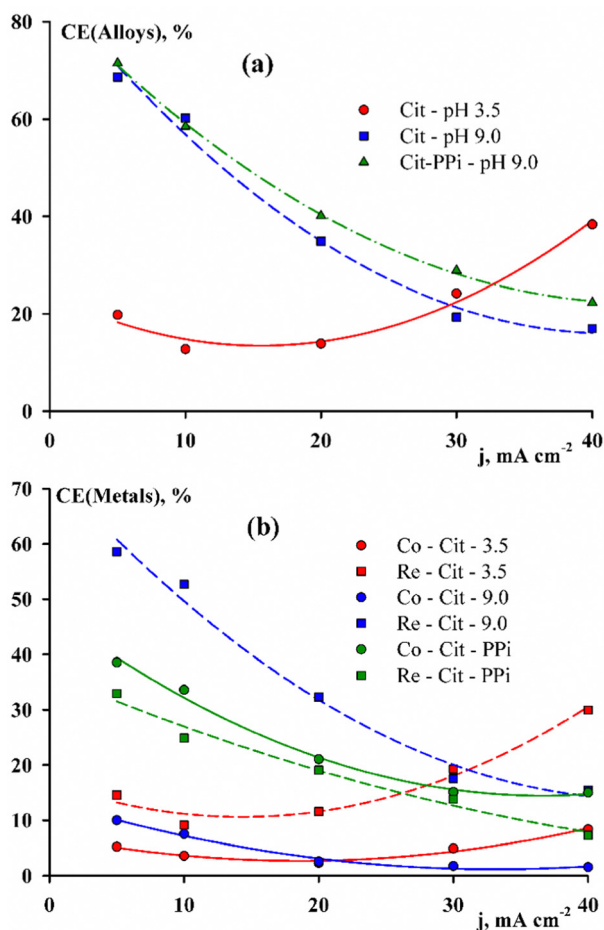 80
CE(Alloys), %
(a)
60
Cit - pH 3.5
Cit - pH 9.0
Cit-PPi - pH 9.0
40
20
0
0
10
20
30
40
j, mA cm-2
70
CE(Metals), %
(b)
60
Co - Cit - 3.5
Re - Cit - 3.5
50
Co - Cit - 9.0
Re - Cit - 9.0
40
Co - Cit - PPi
Re - Cit - PPi
30
20
10
0
0
10
20
30
40
j, mA cm-2